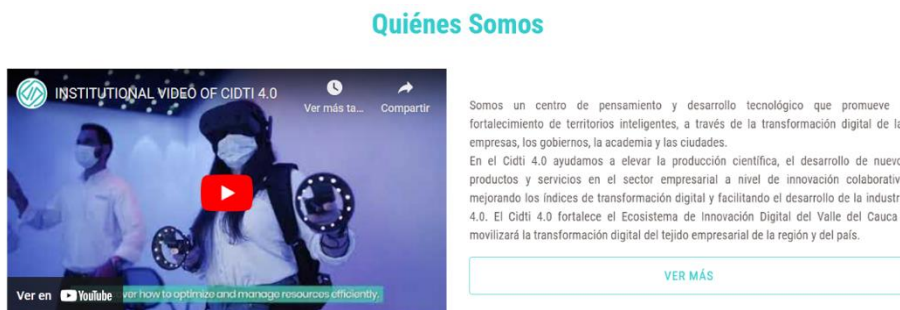 Quiénes Somos
INSTITUTIONAL VIDEO OF CIDTI 4.0
Ver más ta...
Compartir
ver how to optimize and manage resources efficiently.
Ver en YouTube
Somos un centro de pensamiento y desarrollo tecnológico que promueve
fortalecimiento de territorios inteligentes, a través de la transformación digital de
empresas, los gobiernos, la academia y las ciudades.
En el Cidti 4.0 ayudamos a elevar la producción científica, el desarrollo de
productos y servicios en el sector empresarial a nivel de innovación
mejorando los índices de transformación digital y facilitando el desarrollo de la
4.0. El Cidti 4.0 fortalece el Ecosistema de Innovación Digital del Valle del Cauca
movilizará la transformación digital del tejido empresarial de la región y del país.
VER MÁS